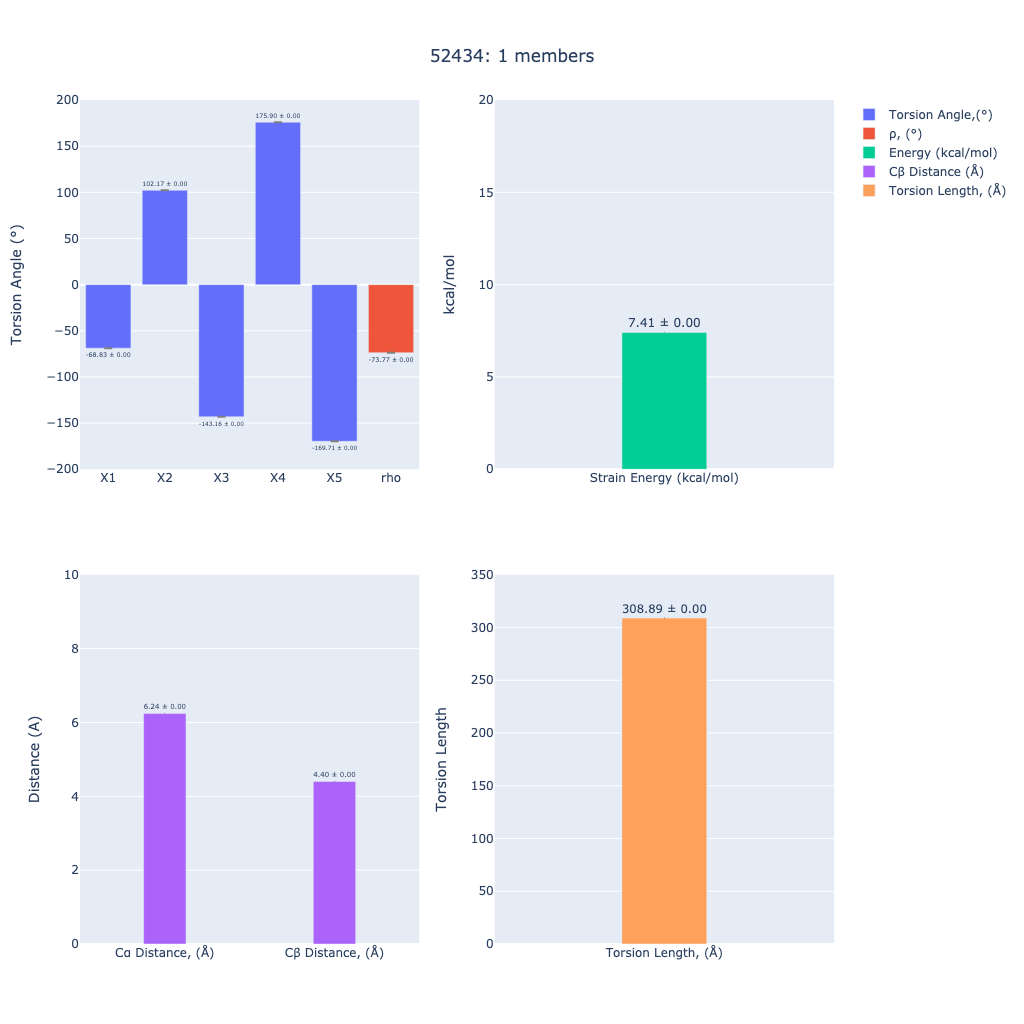 52434: 1 members
Torsion Angle (°)
200
150
100
50
0
−50
−100
−150
−200
-68.83 ± 0.00
102.17 ± 0.00
-143.16 ± 0.00
175.90 ± 0.00
-169.71 ± 0.00
-73.77 ± 0.00
X1 X2 X3 X4 X5 rho
kcal/mol
20
15
10
5
0
7.41 ± 0.00
Strain Energy (kcal/mol)
Torsion Angle,(°)
ρ, (°)
Energy (kcal/mol)
Cβ Distance (Å)
Torsion Length, (Å)
Distance (A)
10
8
6
4
2
0
6.24 ± 0.00
4.40 ± 0.00
Cα Distance, (Å) Cβ Distance, (Å)
Torsion Length
350
300
250
200
150
100
50
0
308.89 ± 0.00
Torsion Length, (Å)